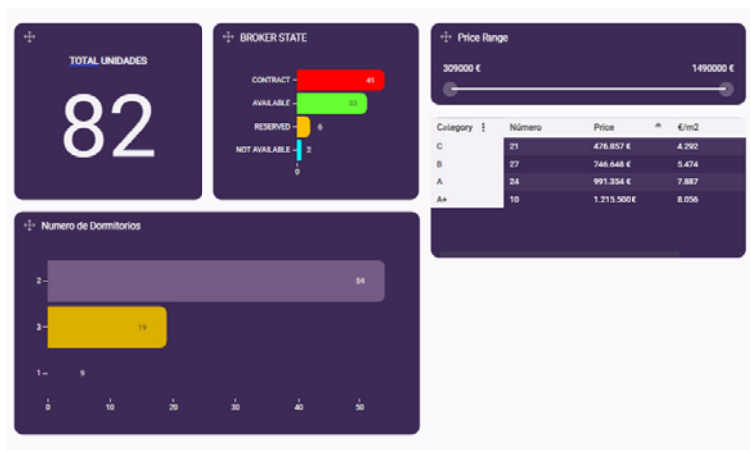 TOTAL UNIDADES
82
BROKER STATE
CONTRACT 41
AVAILABLE 33
RESERVED 6
NOT AVAILABLE 2
0
Price Range
309000 € 1490000 €
Category Número Price €/m2
C 21 476.857 € 4.292
B 27 746.648 € 5.474
A 24 991.354 € 7.887
A+ 10 1.215.500 € 8.056
Numero de Dormitorios
2 54
3 19
1 9
0 10 20 30 40 50